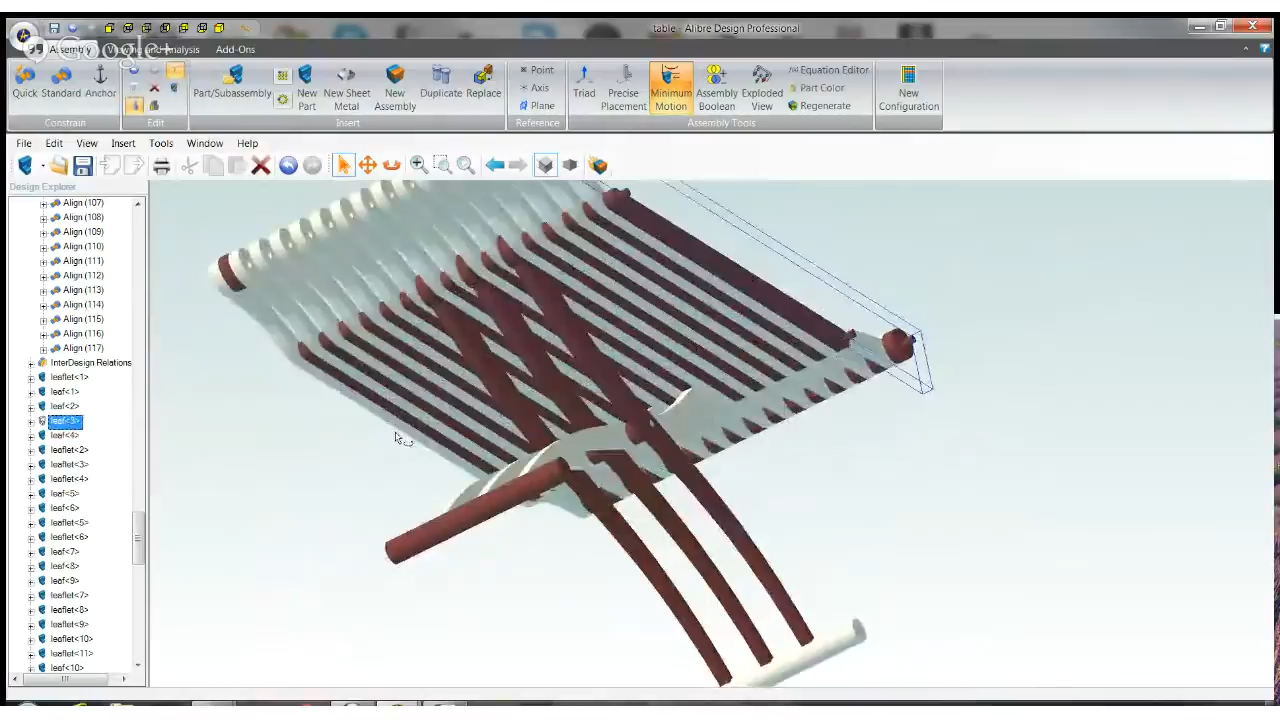 table - Alibre Design Professional
Google+
Assembly Viewing and Analysis Add-Ons
Quick Standard Anchor
Constrain
Edit
Part/Subassembly New Part New Sheet Metal New Assembly Duplicate Replace
Insert
Point
Axis
Plane
Reference
Triad Precise Placement Minimum Motion Assembly Boolean Exploded View
Equation Editor
Part Color
Regenerate
Assembly Tools
New Configuration
File Edit View Insert Tools Window Help
Design Explorer
Align (107)
Align (108)
Align (109)
Align (110)
Align (111)
Align (112)
Align (113)
Align (114)
Align (115)
Align (116)
Align (117)
InterDesign Relations
leaflet<1>
leaf<1>
leaf<2>
leaf<3>
leaf<4>
leaflet<2>
leaflet<3>
leaflet<4>
leaf<5>
leaf<6>
leaflet<5>
leaflet<6>
leaf<7>
leaf<8>
leaf<9>
leaflet<7>
leaflet<8>
leaflet<9>
leaflet<10>
leaflet<11>
leaf<10>